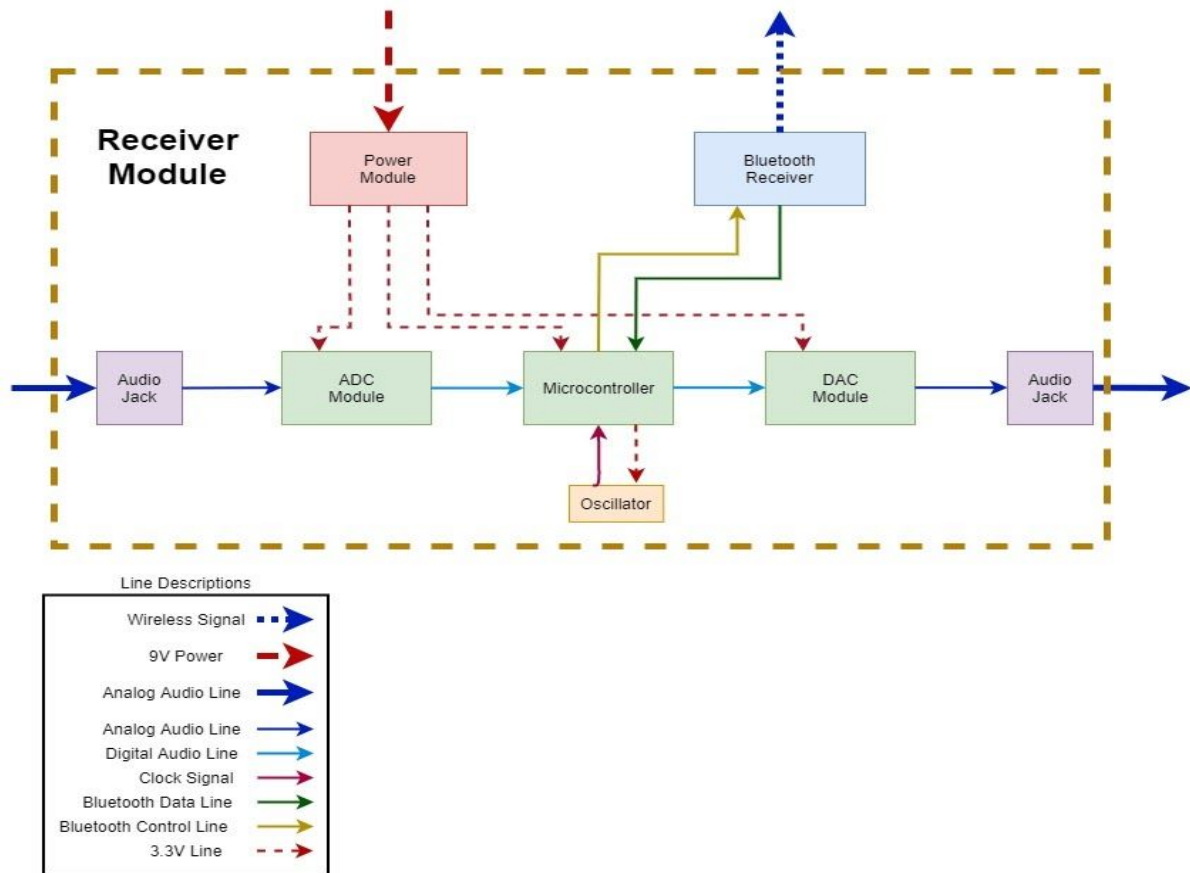 Receiver
Module
Power
Module
Bluetooth
Receiver
Audio
Jack
ADC
Module
Microcontroller
DAC
Module
Audio
Jack
Oscillator
Line Descriptions
Wireless Signal
9V Power
Analog Audio Line
Analog Audio Line
Digital Audio Line
Clock Signal
Bluetooth Data Line
Bluetooth Control Line
3.3V Line